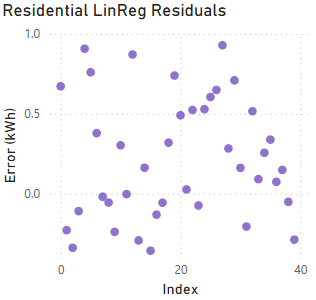 Residential LinReg Residuals
1.0
0.5
0.0
Error (kWh)
0 20 40
Index